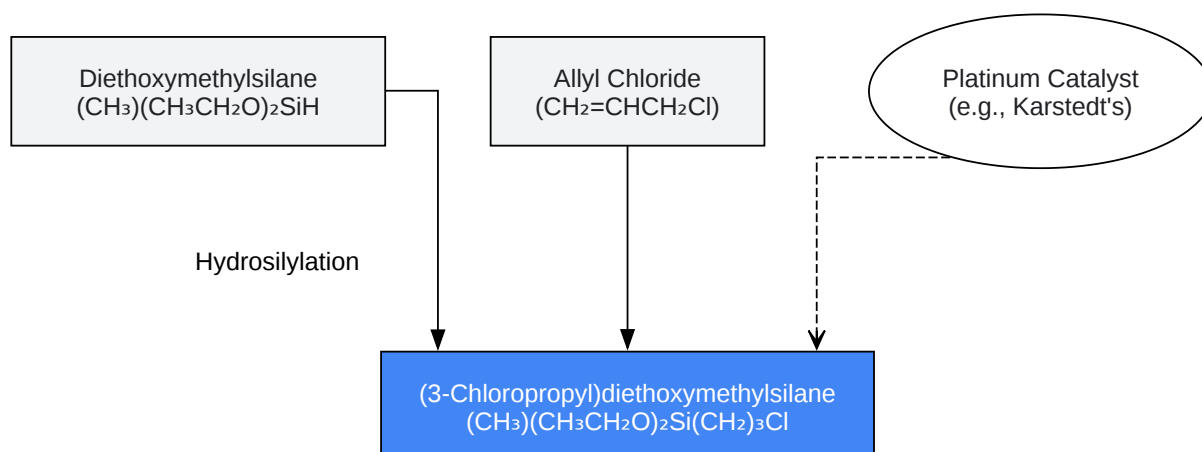 Diethoxymethylsilane
(CH₃)(CH₃CH₂O)₂SiH
Allyl Chloride
(CH₂=CHCH₂Cl)
Platinum Catalyst
(e.g., Karstedt's)
Hydrosilylation
(3-Chloropropyl)diethoxymethylsilane
(CH₃)(CH₃CH₂O)₂Si(CH₂)₃Cl